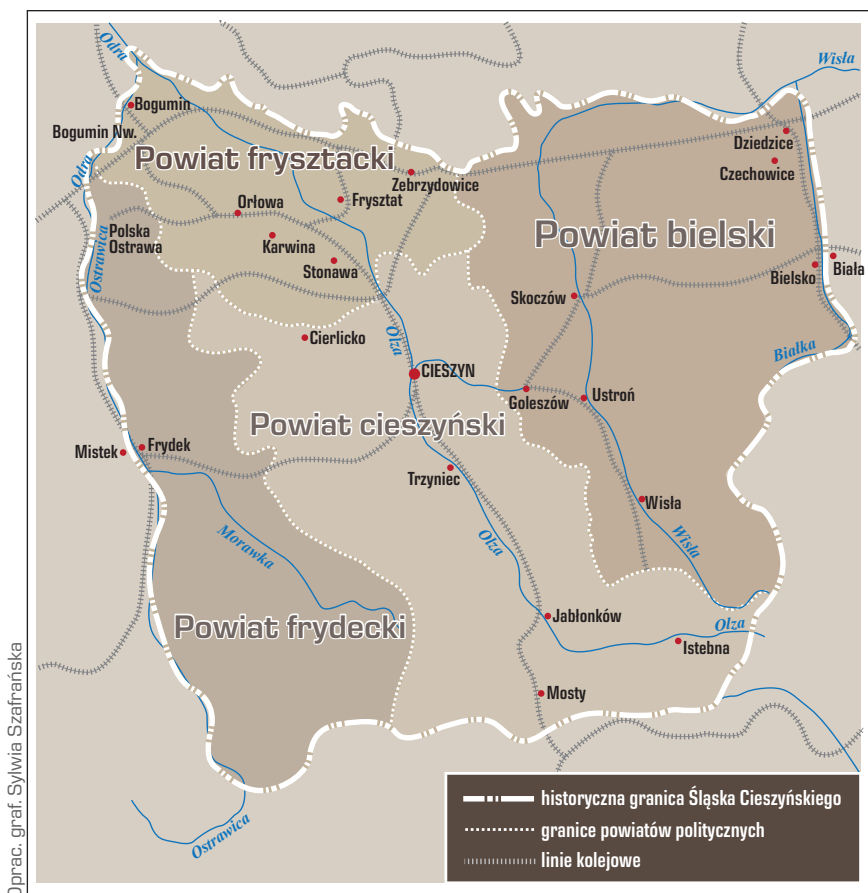 Odra
Wisła
Bogumin
Bogumin Nw.
Dziedzice
Czechowice
Powiat frysztacki
Zebrzydowice
Odra
Frysztat
Orłowa
Polska
Ostrawa
Karwina
Powiat bielski
Stonawa
Biała
Bielsko
Ostrawica
Skoczów
Olza
Cierlicko
Białka
CIESZYN
Goleszów
Ustroń
Powiat cieszyński
Mistek
Frydek
Trzyniec
Wisła
Morawka
Olza
Wisła
Jabłonków
Powiat frydecki
Olza
Istebna
Mosty
Ostrawica
historyczna granica Śląska Cieszyńskiego
granice powiatów politycznych
linie kolejowe
Oprac. graf. Sylwia Szafrańska